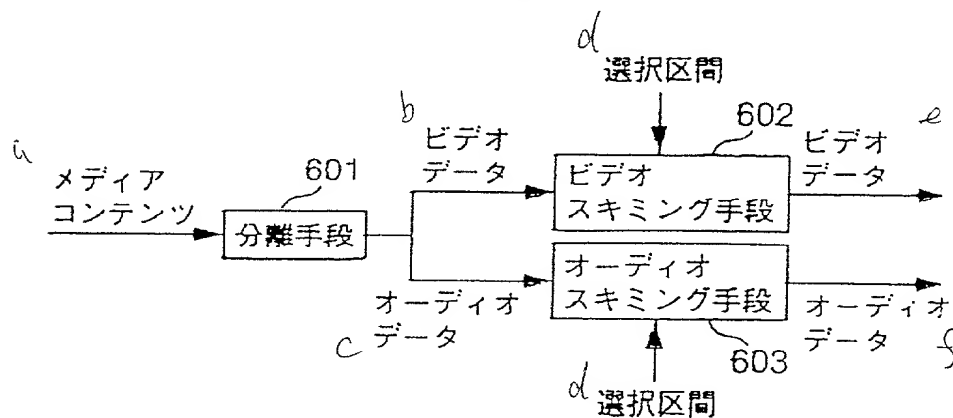 d
選択区間
602
b
ビデオ
データ
e
ビデオ
データ
a
メディア
コンテンツ
601
分離手段
ビデオ
スキミング手段
オーディオ
スキミング手段
c
オーディオ
データ
オーディオ
データ
f
603
d
選択区間